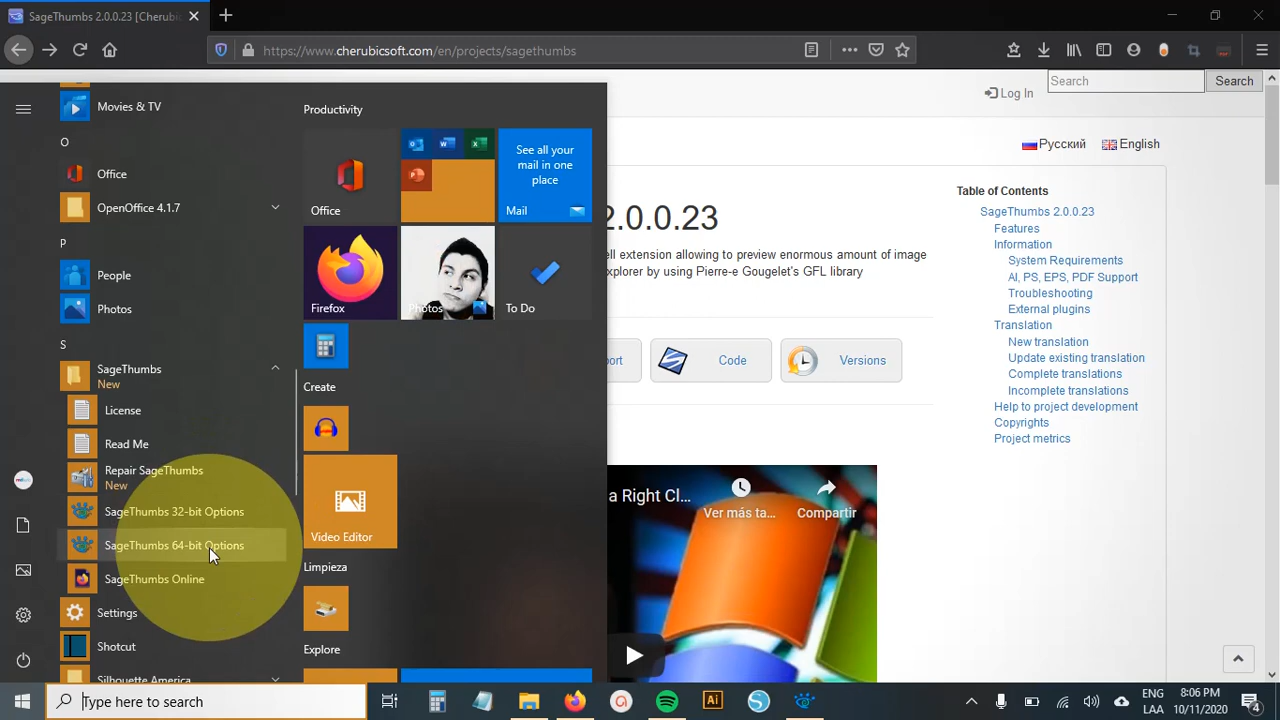 SageThumbs 2.0.0.23 [Cherubic
https://www.cherubicsoft.com/en/projects/sagethumbs
Search
Search
Log In
Русский
English
Movies & TV
O
Office
OpenOffice 4.1.7
P
People
Photos
S
SageThumbs
New
License
Read Me
Repair SageThumbs
New
SageThumbs 32-bit Options
SageThumbs 64-bit Options
SageThumbs Online
Settings
Shotcut
Silhouette America
Productivity
Office
See all your
mail in one
place
Mail
Firefox
Photos
To Do
Create
Video Editor
Limpieza
Explore
2.0.0.23
ell extension allowing to preview enormous amount of image
explorer by using Pierre-e Gougelet's GFL library
ort
Code
Versions
a Right Cl...
Ver más ta...
Compartir
Table of Contents
SageThumbs 2.0.0.23
Features
Information
System Requirements
AI, PS, EPS, PDF Support
Troubleshooting
External plugins
Translation
New translation
Update existing translation
Complete translations
Incomplete translations
Help to project development
Copyrights
Project metrics
Type here to search
Ai
ENG
LAA
8:06 PM
10/11/2020
4